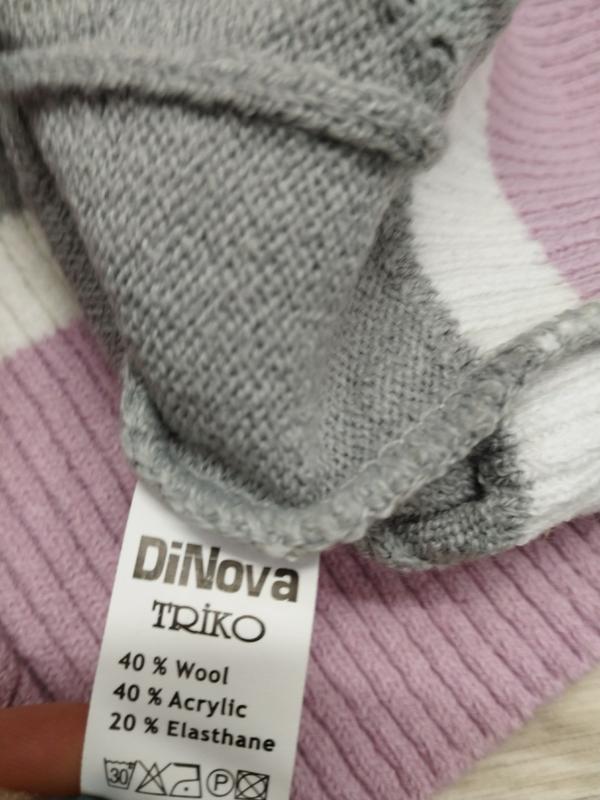 DiNova
TRİKO
40 % Wool
40 % Acrylic
20 % Elasthane
30 P